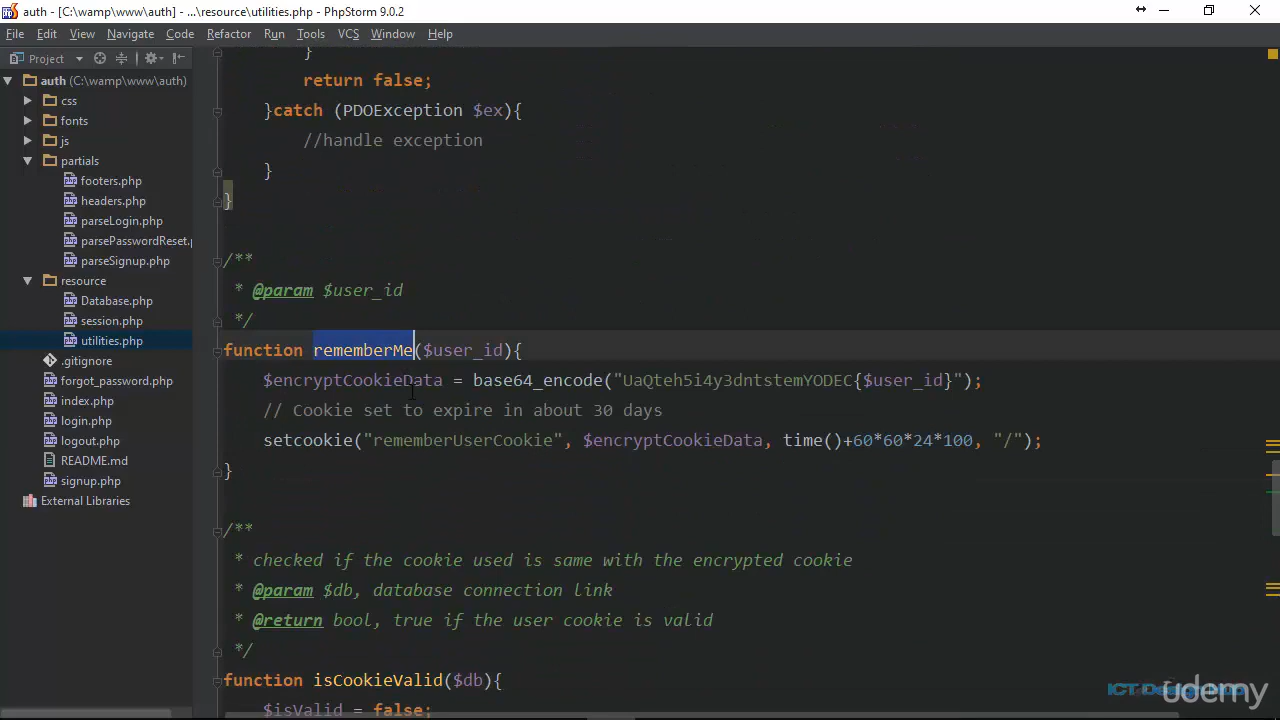 auth - [C:\wamp\www\auth] - ...\resource\utilities.php - PhpStorm 9.0.2
File Edit View Navigate Code Refactor Run Tools VCS Window Help
Project
auth (C:\wamp\www\auth)
css
fonts
js
partials
footers.php
headers.php
parseLogin.php
parsePasswordReset.p
parseSignup.php
resource
Database.php
session.php
utilities.php
.gitignore
forgot_password.php
index.php
login.php
logout.php
README.md
signup.php
External Libraries
}
return false;
}catch (PDOException $ex){
//handle exception
}
}
/**
* @param $user_id
*/
function rememberMe($user_id){
$encryptCookieData = base64_encode("UaQteh5i4y3dntstemYODEC{$user_id}");
// Cookie set to expire in about 30 days
setcookie("rememberUserCookie", $encryptCookieData, time()+60*60*24*100, "/");
}
/**
* checked if the cookie used is same with the encrypted cookie
* @param $db, database connection link
* @return bool, true if the user cookie is valid
*/
function isCookieValid($db){
$isValid = false;
ICT Design Hub
udemy